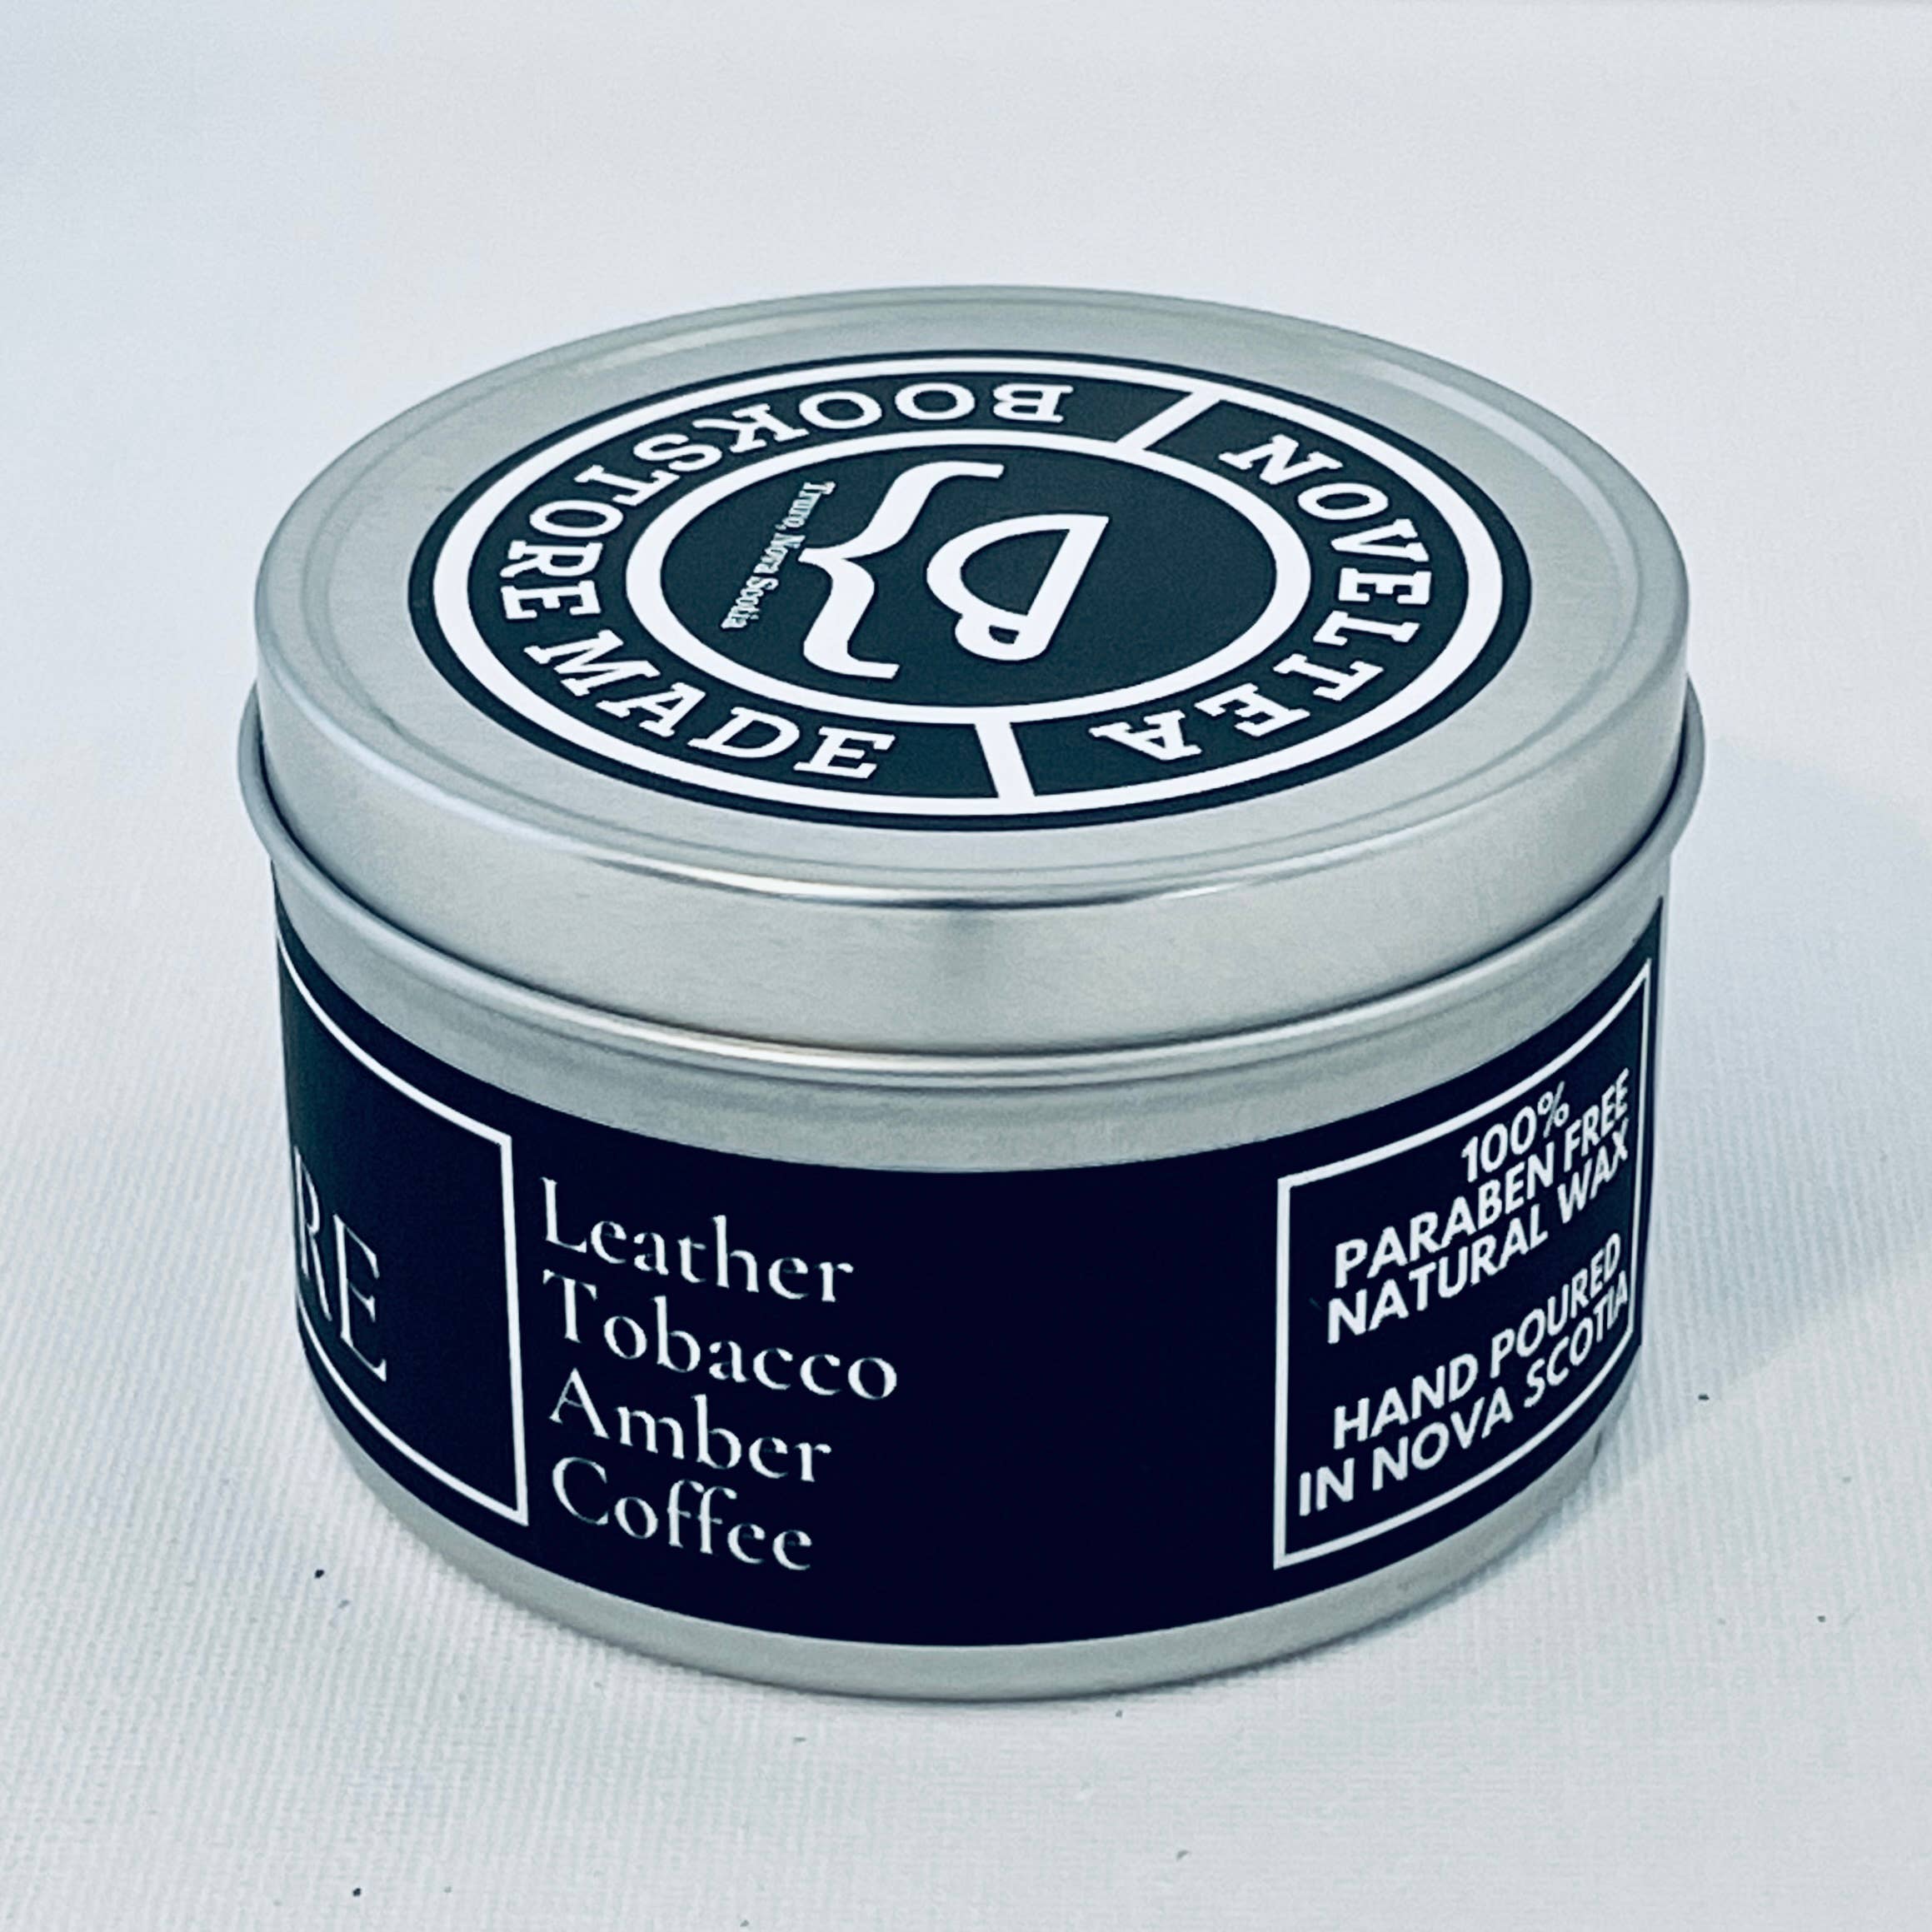 NOVELTEA
BOOKSTORE MADE
Truro, Nova Scotia
RE
Leather
Tobacco
Amber
Coffee
100%
PARABEN FREE
NATURAL WAX
HAND POURED
IN NOVA SCOTIA